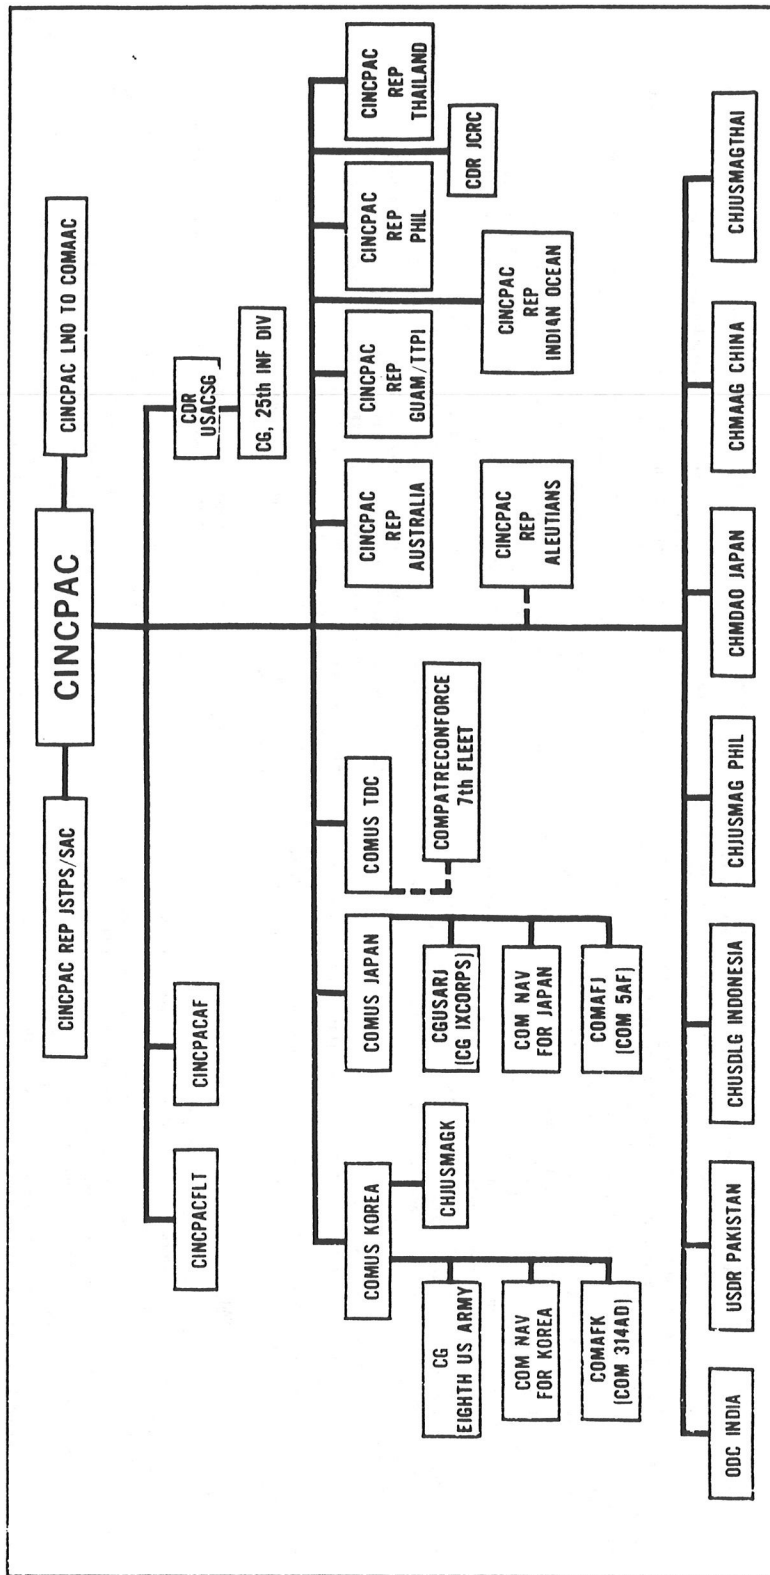 CINCPAC REP JSTPS/SAC
CINCPAC
CINCPAC LNO TO COMAAC
CINCPACFLT
CINCPACAF
CDR
USACSG
CG, 25th INF DIV
COMUS KOREA
CG
EIGHTH US ARMY
COM NAV
FOR KOREA
COMAFK
(COM 314AD)
CHJUSMAGK
COMUS JAPAN
CGUSARJ
(CG IXCORPS)
COM NAV
FOR JAPAN
COMAFJ
(COM 5AF)
COMUS TDC
COMPATRECONFORCE
7th FLEET
CINCPAC
REP
AUSTRALIA
CINCPAC
REP
GUAM/TTPI
CINCPAC
REP
PHIL
CINCPAC
REP
THAILAND
CINCPAC
REP
ALEUTIANS
CINCPAC
REP
INDIAN OCEAN
CDR JCRC
ODC INDIA
USDR PAKISTAN
CHUSDLG INDONESIA
CHJUSMAG PHIL
CHMDAO JAPAN
CHMAAG CHINA
CHJUSMAGTHAI